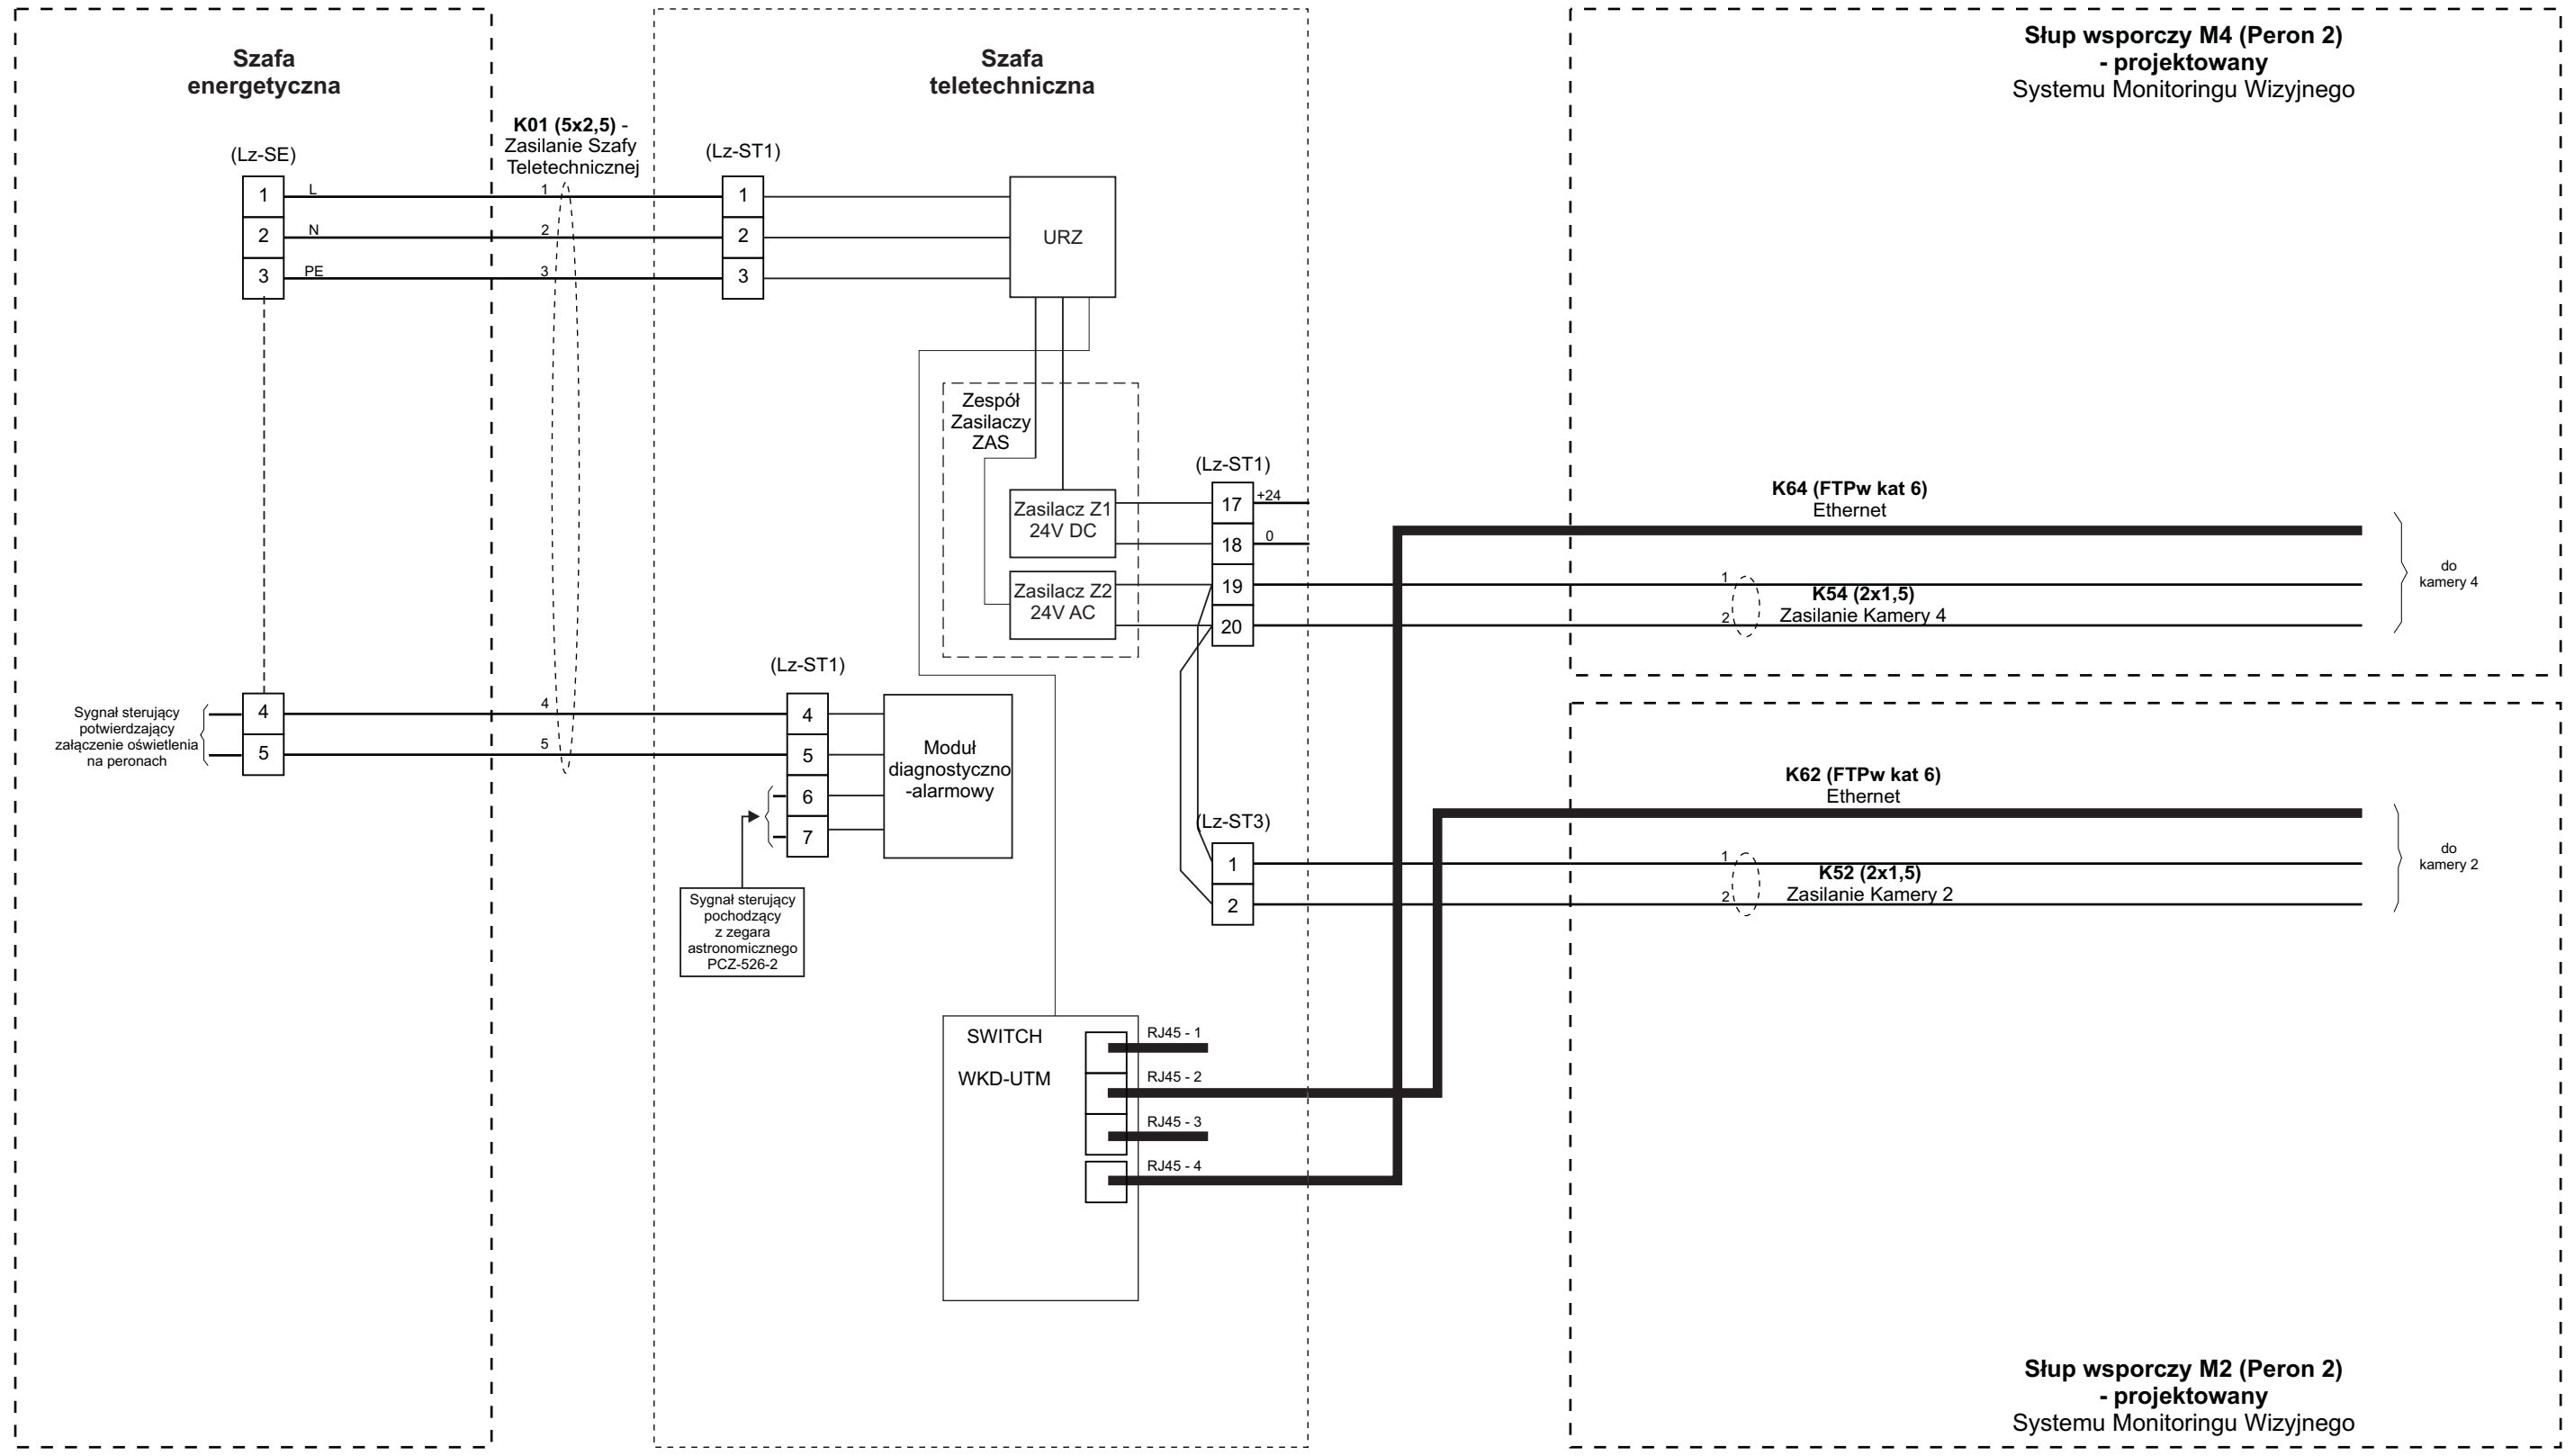 Szafa
energetyczna
(Lz-SE)
1
2
3
L
N
PE
K01 (5x2,5) -
Zasilanie Szafy
Teletechnicznej
1
2
3
Sygnał sterujący
potwierdzający
załączenie oświetlenia
na peronach
4
5
4
5
Szafa
teletechniczna
(Lz-ST1)
1
2
3
URZ
Zespół
Zasilaczy
ZAS
Zasilacz Z1
24V DC
Zasilacz Z2
24V AC
(Lz-ST1)
17
18
19
20
+24
0
(Lz-ST1)
4
5
6
7
Moduł
diagnostyczno
-alarmowy
Sygnał sterujący
pochodzący
z zegara
astronomicznego
PCZ-526-2
(Lz-ST3)
1
2
SWITCH
WKD-UTM
RJ45 - 1
RJ45 - 2
RJ45 - 3
RJ45 - 4
Słup wsporczy M4 (Peron 2)
- projektowany
Systemu Monitoringu Wizyjnego
K64 (FTPw kat 6)
Ethernet
1
K54 (2x1,5)
2
Zasilanie Kamery 4
do
kamery 4
K62 (FTPw kat 6)
Ethernet
1
K52 (2x1,5)
2
Zasilanie Kamery 2
do
kamery 2
Słup wsporczy M2 (Peron 2)
- projektowany
Systemu Monitoringu Wizyjnego